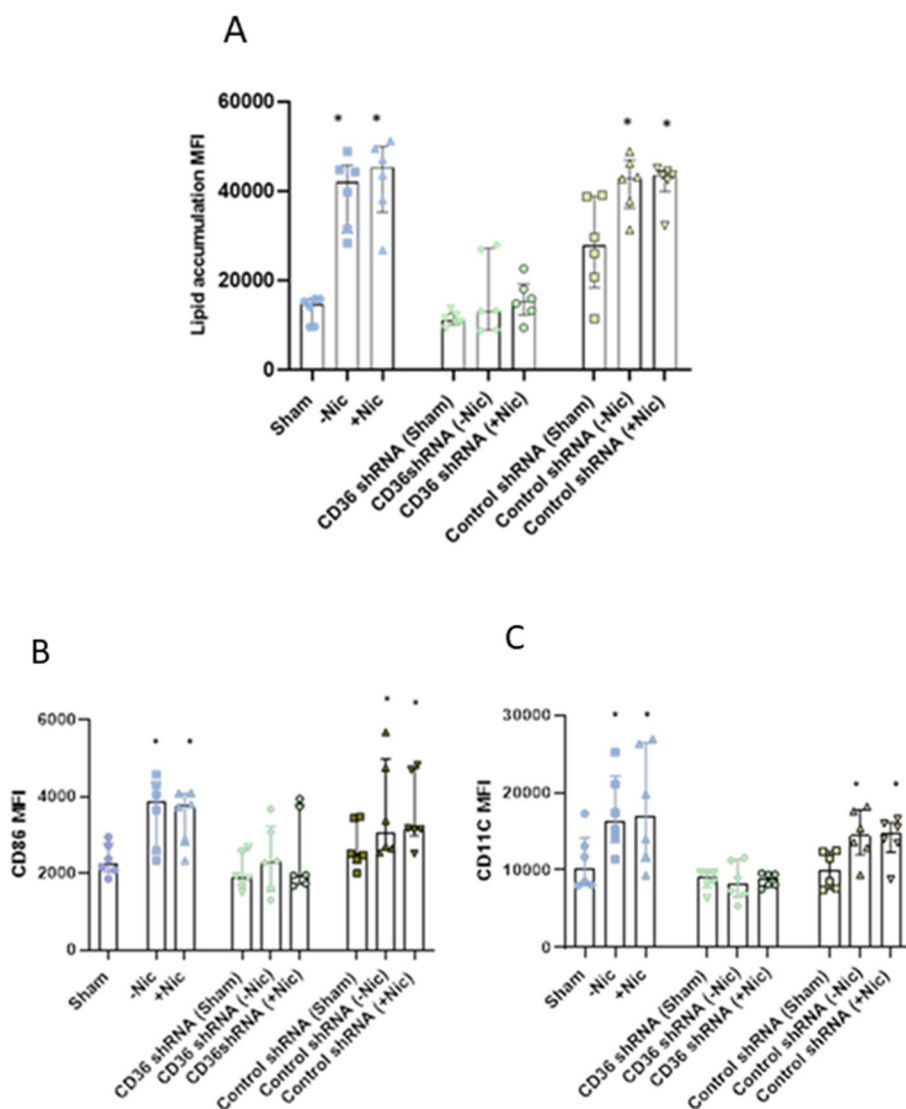 A
Lipid accumulation MFI
60000
40000
20000
0
* * * *
Sham
-Nic
+Nic
CD36 shRNA (Sham)
CD36shRNA (-Nic)
CD36 shRNA (+Nic)
Control shRNA (Sham)
Control shRNA (-Nic)
Control shRNA (+Nic)
B
CD86 MFI
6000
4000
2000
0
* * * *
Sham
-Nic
+Nic
CD36 shRNA (Sham)
CD36 shRNA (-Nic)
CD36shRNA (+Nic)
Control shRNA (Sham)
Control shRNA (-Nic)
Control shRNA (+Nic)
C
CD11C MFI
30000
20000
10000
0
* * * *
Sham
-Nic
+Nic
CD36 shRNA (Sham)
CD36 shRNA (-Nic)
CD36 shRNA (+Nic)
Control shRNA (Sham)
Control shRNA (-Nic)
Control shRNA (+Nic)